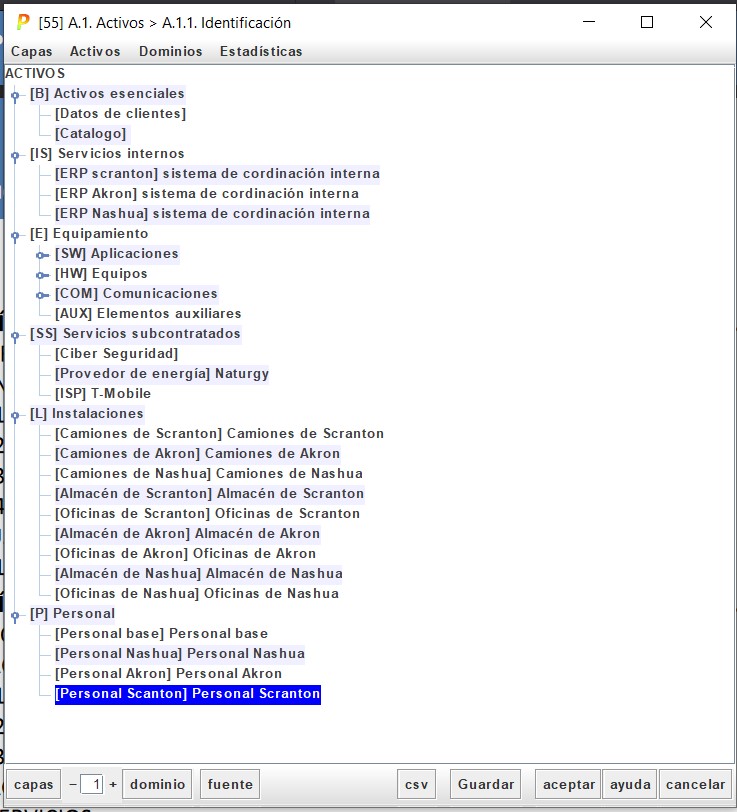 [55] A.1. Activos > A.1.1. Identificación
Capas Activos Dominios Estadísticas
ACTIVOS
[B] Activos esenciales
[Datos de clientes]
[Catalogo]
[IS] Servicios internos
[ERP scranton] sistema de cordinación interna
[ERP Akron] sistema de cordinación interna
[ERP Nashua] sistema de cordinación interna
[E] Equipamiento
[SW] Aplicaciones
[HW] Equipos
[COM] Comunicaciones
[AUX] Elementos auxiliares
[SS] Servicios subcontratados
[Ciber Seguridad]
[Provedor de energía] Naturgy
[ISP] T-Mobile
[L] Instalaciones
[Camiones de Scranton] Camiones de Scranton
[Camiones de Akron] Camiones de Akron
[Camiones de Nashua] Camiones de Nashua
[Almacén de Scranton] Almacén de Scranton
[Oficinas de Scranton] Oficinas de Scranton
[Almacén de Akron] Almacén de Akron
[Oficinas de Akron] Oficinas de Akron
[Almacén de Nashua] Almacén de Nashua
[Oficinas de Nashua] Oficinas de Nashua
[P] Personal
[Personal base] Personal base
[Personal Nashua] Personal Nashua
[Personal Akron] Personal Akron
[Personal Scanton] Personal Scranton
capas − 1 + dominio fuente csv Guardar aceptar ayuda cancelar